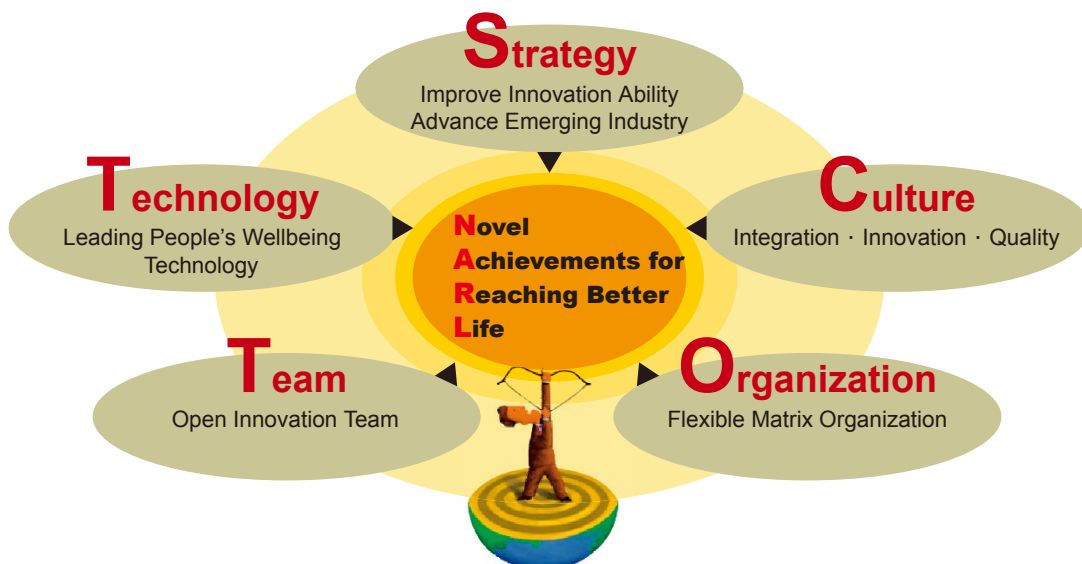 Strategy
Improve Innovation Ability
Advance Emerging Industry
Technology
Leading People's Wellbeing
Technology
Culture
Integration · Innovation · Quality
Novel
Achievements for
Reaching Better
Life
Team
Open Innovation Team
Organization
Flexible Matrix Organization